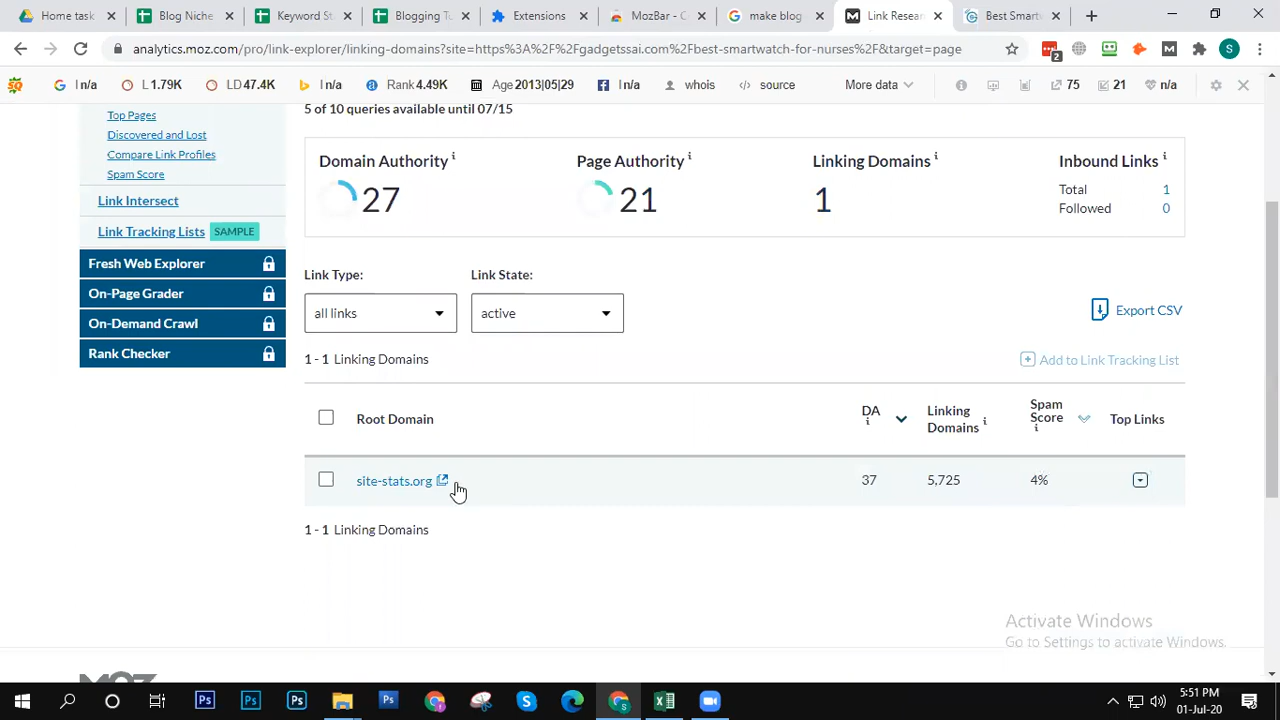 Home task
Blog Niche
Keyword St
Blogging Tu
Extensions
MozBar - C
make blog
Link Resea
Best Smart
analytics.moz.com/pro/link-explorer/linking-domains?site=https%3A%2F%2Fgadgetssai.com%2Fbest-smartwatch-for-nurses%2F&target=page
2
M
S
I n/a
L 1.79K
LD 47.4K
I n/a
Rank 4.49K
Age 2013|05|29
I n/a
whois
source
More data
75
21
n/a
5 of 10 queries available until 07/15
Top Pages
Discovered and Lost
Compare Link Profiles
Spam Score
Link Intersect
Link Tracking Lists SAMPLE
Fresh Web Explorer
On-Page Grader
On-Demand Crawl
Rank Checker
Domain Authority i
27
Page Authority i
21
Linking Domains i
1
Inbound Links i
Total 1
Followed 0
Link Type:
all links
Link State:
active
Export CSV
1 - 1 Linking Domains
Add to Link Tracking List
Root Domain
DA i
Linking Domains i
Spam Score i
Top Links
site-stats.org
37
5,725
4%
1 - 1 Linking Domains
Activate Windows
Go to Settings to activate Windows.
MOZ
5:51 PM
01-Jul-20